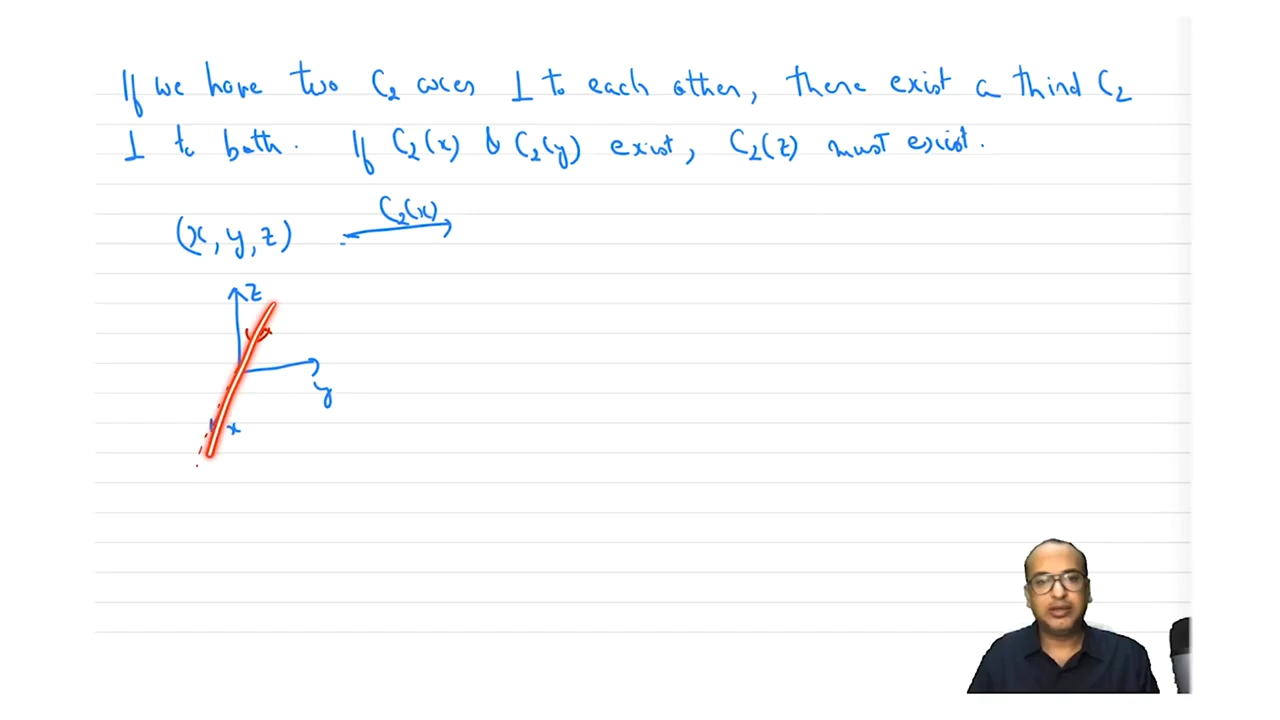 If we have two C₂ axes ⊥ to each other, there exist a third C₂
⊥ to both. If C₂(x) & C₂(y) exist, C₂(z) must exist.
C₂(x)
(x, y, z)
z
y
x